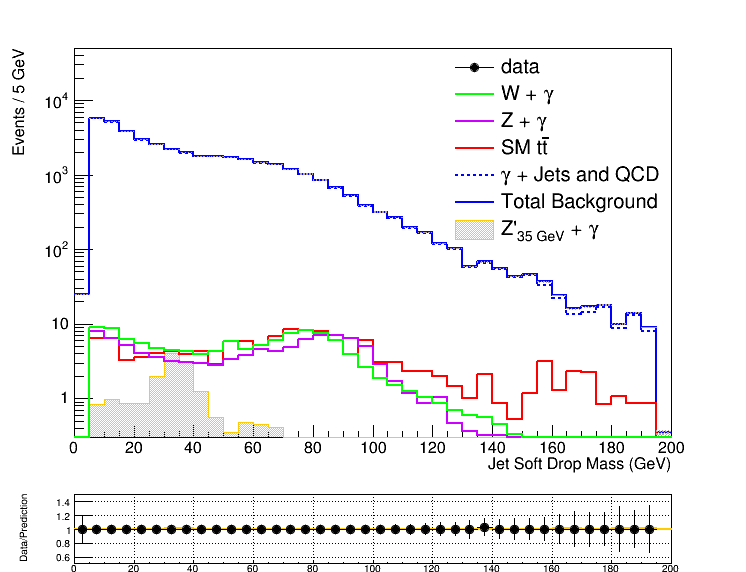 Events / 5 GeV
10⁴
10³
10²
10
1
data
W + γ
Z + γ
SM tt̄
γ + Jets and QCD
Total Background
Z'35 GeV + γ
0 20 40 60 80 100 120 140 160 180 200
Jet Soft Drop Mass (GeV)
Data/Prediction
1.4
1.2
1
0.8
0.6
0 20 40 60 80 100 120 140 160 180 200